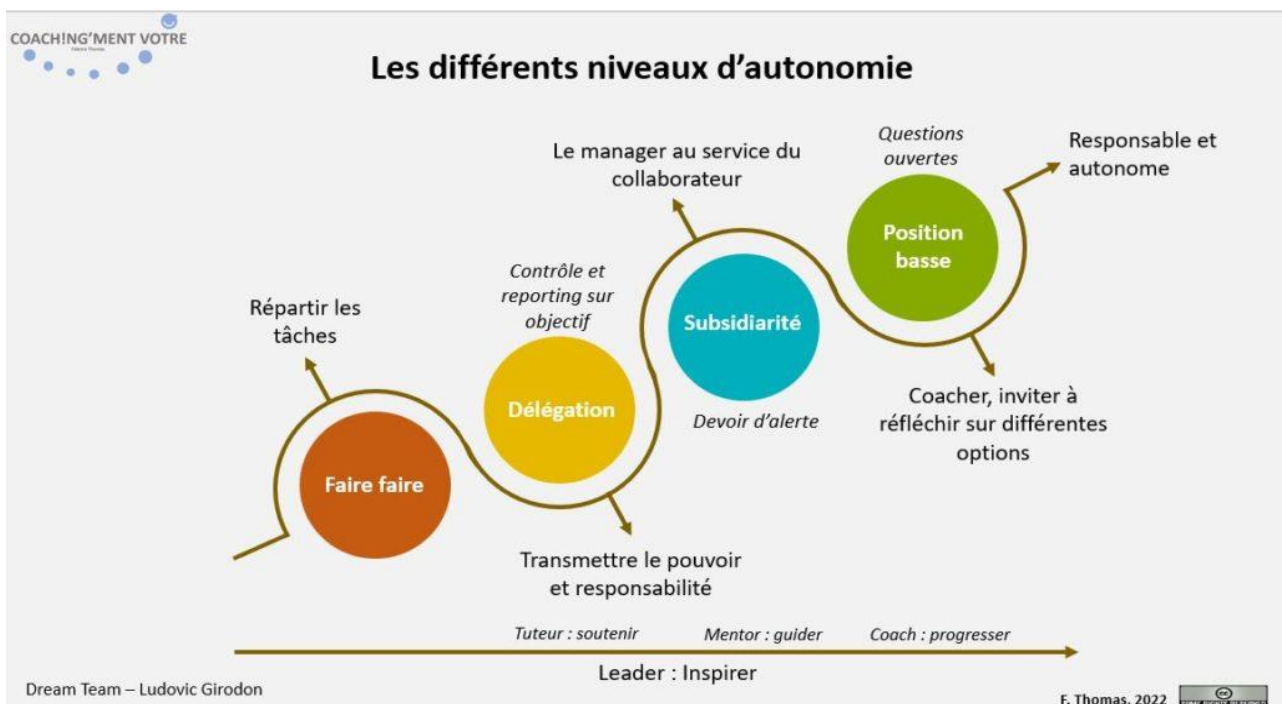 COACH!NG'MENT VOTRE
Les différents niveaux d'autonomie
Questions
ouvertes
Responsable et
autonome
Le manager au service du
collaborateur
Position
basse
Contrôle et
reporting sur
objectif
Répartir les
tâches
Subsidiarité
Délégation
Devoir d'alerte
Coacher, inviter à
réfléchir sur différentes
options
Faire faire
Transmettre le pouvoir
et responsabilité
Tuteur : soutenir
Mentor : guider
Coach : progresser
Leader : Inspirer
Dream Team – Ludovic Girodon
F. Thomas, 2022
cc